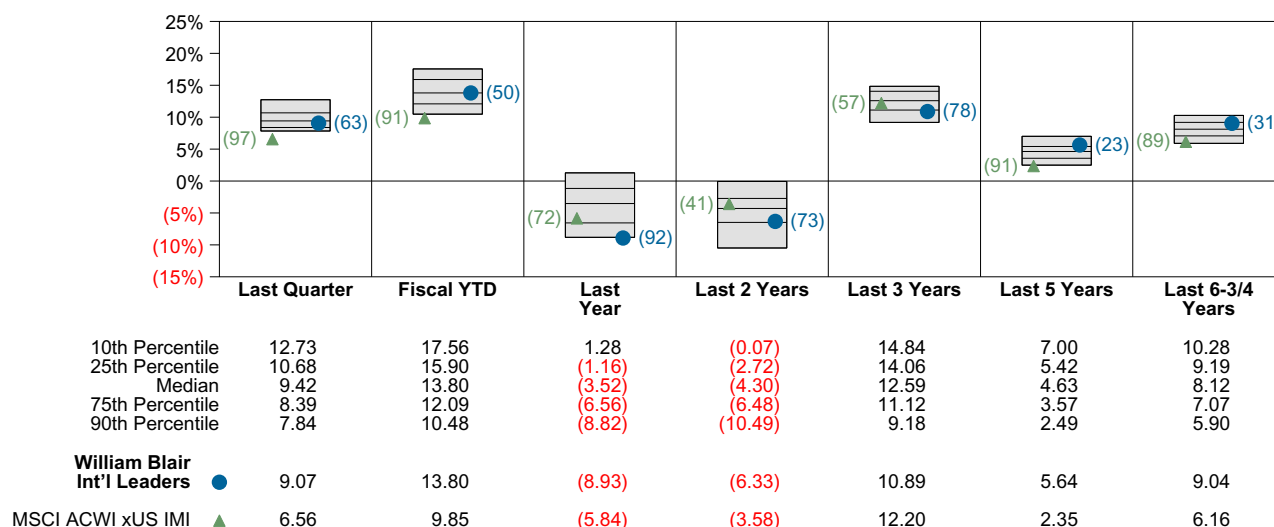 25%
20%
15%
10%
5%
0%
(5%)
(10%)
(15%)
(97) (63)
(91) (50)
(72) (92)
(41) (73)
(57) (78)
(91) (23)
(89) (31
Last Quarter Fiscal YTD Last Year Last 2 Years Last 3 Years Last 5 Years Last 6-3/4 Years
10th Percentile 12.73 17.56 1.28 (0.07) 14.84 7.00 10.28
25th Percentile 10.68 15.90 (1.16) (2.72) 14.06 5.42 9.19
Median 9.42 13.80 (3.52) (4.30) 12.59 4.63 8.12
75th Percentile 8.39 12.09 (6.56) (6.48) 11.12 3.57 7.07
90th Percentile 7.84 10.48 (8.82) (10.49) 9.18 2.49 5.90
William Blair
Int'l Leaders 9.07 13.80 (8.93) (6.33) 10.89 5.64 9.04
MSCI ACWI xUS IMI 6.56 9.85 (5.84) (3.58) 12.20 2.35 6.16